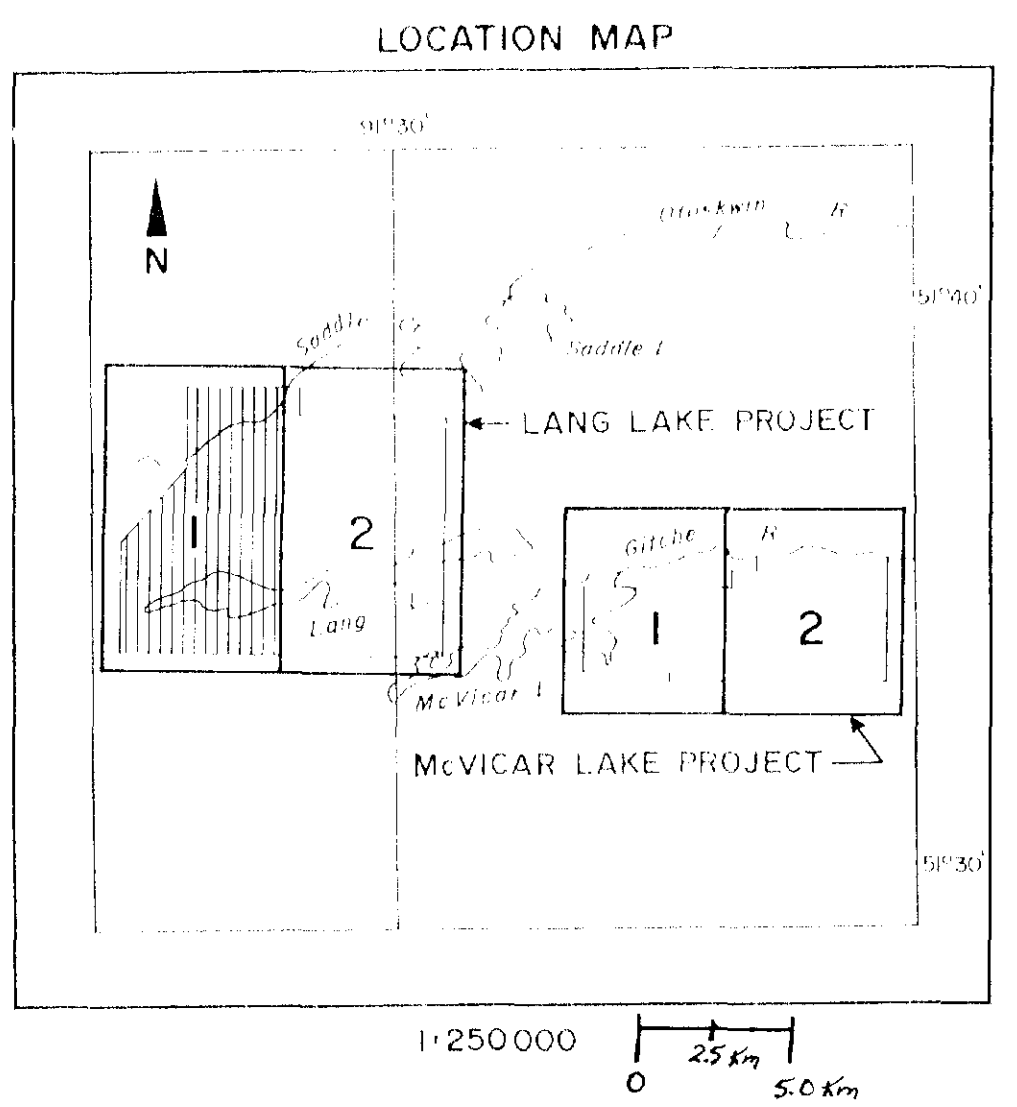 LOCATION MAP
91°30'
N
Otoskwin R
51°40'
Saddle
Saddle L
LANG LAKE PROJECT
1
2
Gitche R
1
2
Lang
McVicar L
McVICAR LAKE PROJECT
51°30'
1:250000
0
2.5 Km
5.0 Km